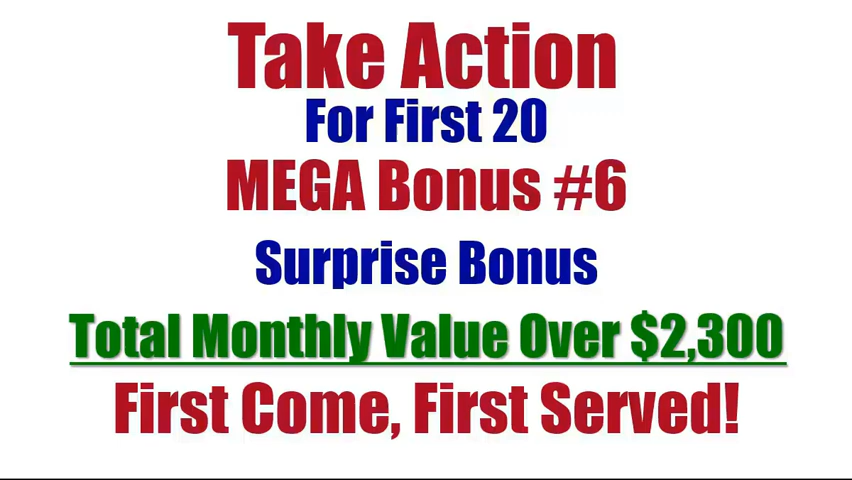 Take Action
For First 20
MEGA Bonus #6
Surprise Bonus
Total Monthly Value Over $2,300
First Come, First Served!